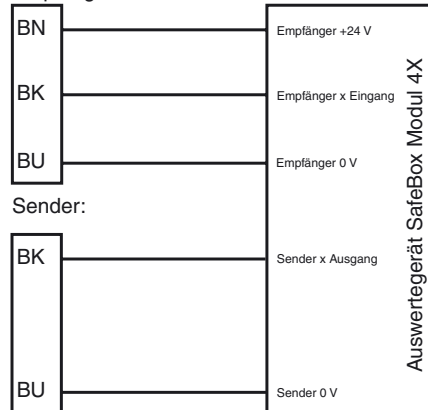 BN
Empfänger +24 V
BK
Empfänger x Eingang
BU
Empfänger 0 V
Sender:
BK
Sender x Ausgang
BU
Sender 0 V
Auswertegerät SafeBox Modul 4X